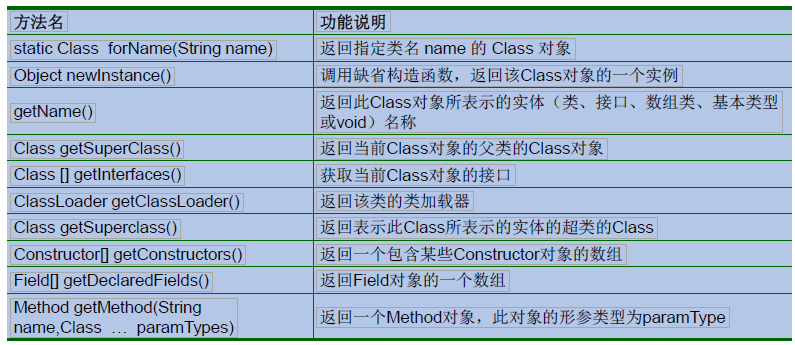 方法名 功能说明
static Class forName(String name) 返回指定类名 name 的 Class 对象
Object newInstance() 调用缺省构造函数，返回该Class对象的一个实例
getName() 返回此Class对象所表示的实体（类、接口、数组类、基本类型
或void）名称
Class getSuperClass() 返回当前Class对象的父类的Class对象
Class [] getInterfaces() 获取当前Class对象的接口
ClassLoader getClassLoader() 返回该类的类加载器
Class getSuperclass() 返回表示此Class所表示的实体的超类的Class
Constructor[] getConstructors() 返回一个包含某些Constructor对象的数组
Field[] getDeclaredFields() 返回Field对象的一个数组
Method getMethod(String
name,Class … paramTypes) 返回一个Method对象，此对象的形参类型为paramType